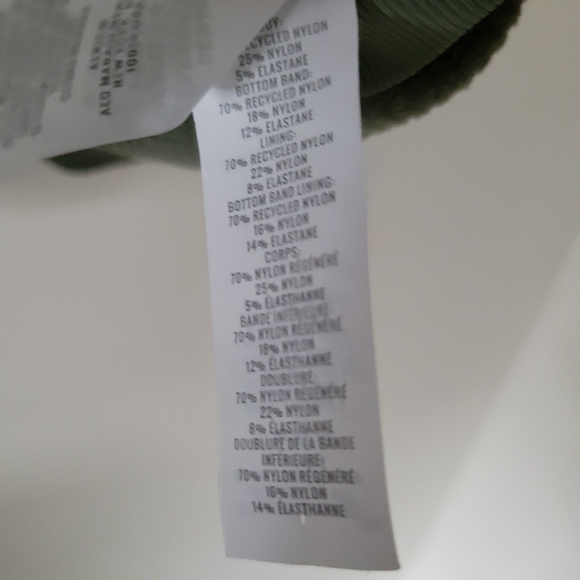 RECYCLED NYLON
25% NYLON
5% ELASTANE
BOTTOM BAND:
70% RECYCLED NYLON
18% NYLON
12% ELASTANE
LINING:
70% RECYCLED NYLON
22% NYLON
8% ELASTANE
BOTTOM BAND LINING:
70% RECYCLED NYLON
16% NYLON
14% ELASTANE
CORPS:
70% NYLON RÉGÉNÉRÉ
25% NYLON
5% ÉLASTHANNE
BANDE INFÉRIEURE:
70% NYLON RÉGÉNÉRÉ
18% NYLON
12% ÉLASTHANNE
DOUBLURE:
70% NYLON RÉGÉNÉRÉ
22% NYLON
8% ÉLASTHANNE
DOUBLURE DE LA BANDE
INFÉRIEURE:
70% NYLON RÉGÉNÉRÉ
16% NYLON
14% ÉLASTHANNE
NEW